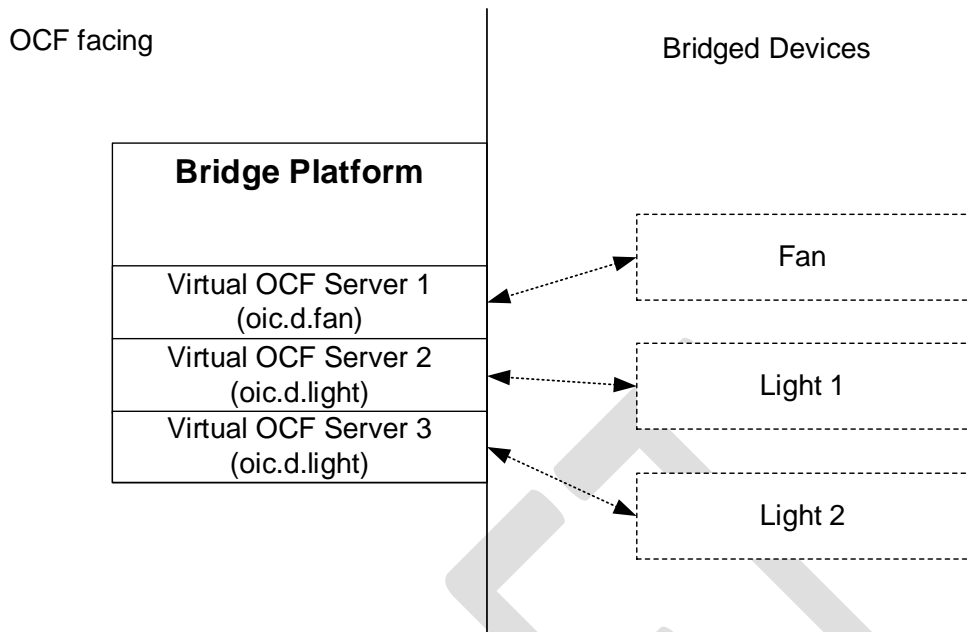 OCF facing
Bridged Devices
Bridge Platform
Virtual OCF Server 1
(oic.d.fan)
Virtual OCF Server 2
(oic.d.light)
Virtual OCF Server 3
(oic.d.light)
Fan
Light 1
Light 2